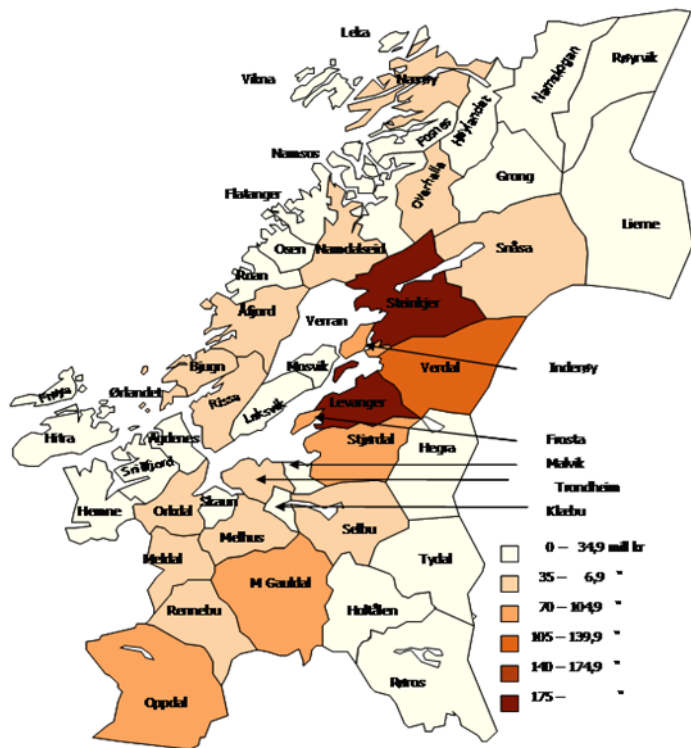 Leka
Vikna
Nærøy
Røyrvik
Namskogan
Høylandet
Fosnes
Namsos
Overhalla
Grong
Flatanger
Lierne
Osen
Namdalseid
Snåsa
Roan
Steinkjer
Åfjord
Verran
Mosvik
Verdal
Inderøy
Bjugn
Frøya
Ørlandet
Rissa
Leksvik
Levanger
Hitra
Agdenes
Stjørdal
Hegra
Frosta
Snillfjord
Malvik
Trondheim
Hemne
Orkdal
Skaun
Klæbu
Melhus
Selbu
Meldal
Tydal
M Gauldal
Rennebu
Holtålen
Oppdal
Røros
0 – 34,9 mill kr
35 – 6,9 "
70 – 104,9 "
105 – 139,9 "
140 – 174,9 "
175 – "